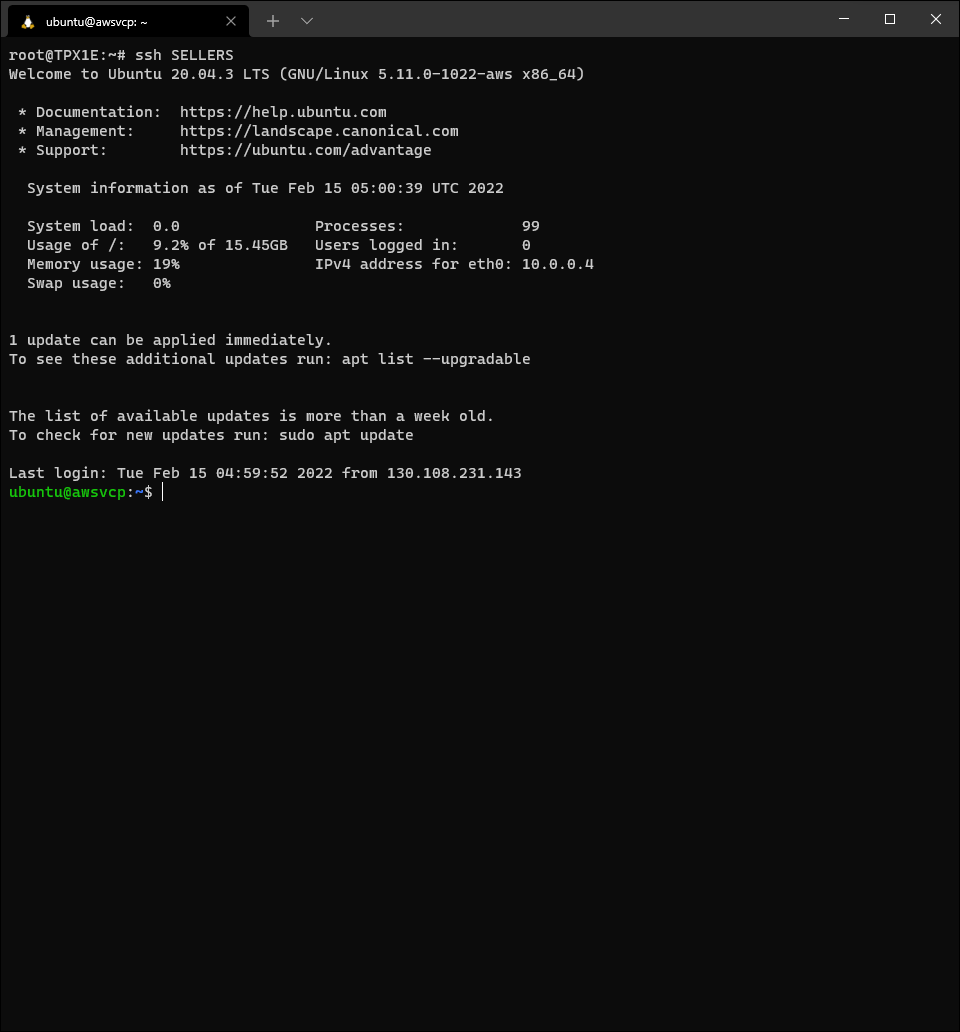 ubuntu@awsvcp: ~
root@TPX1E:~# ssh SELLERS
Welcome to Ubuntu 20.04.3 LTS (GNU/Linux 5.11.0-1022-aws x86_64)
* Documentation:  https://help.ubuntu.com
* Management:     https://landscape.canonical.com
* Support:        https://ubuntu.com/advantage
System information as of Tue Feb 15 05:00:39 UTC 2022
System load:  0.0               Processes:             99
Usage of /:   9.2% of 15.45GB   Users logged in:       0
Memory usage: 19%               IPv4 address for eth0: 10.0.0.4
Swap usage:   0%
1 update can be applied immediately.
To see these additional updates run: apt list --upgradable
The list of available updates is more than a week old.
To check for new updates run: sudo apt update
Last login: Tue Feb 15 04:59:52 2022 from 130.108.231.143
ubuntu@awsvcp:~$